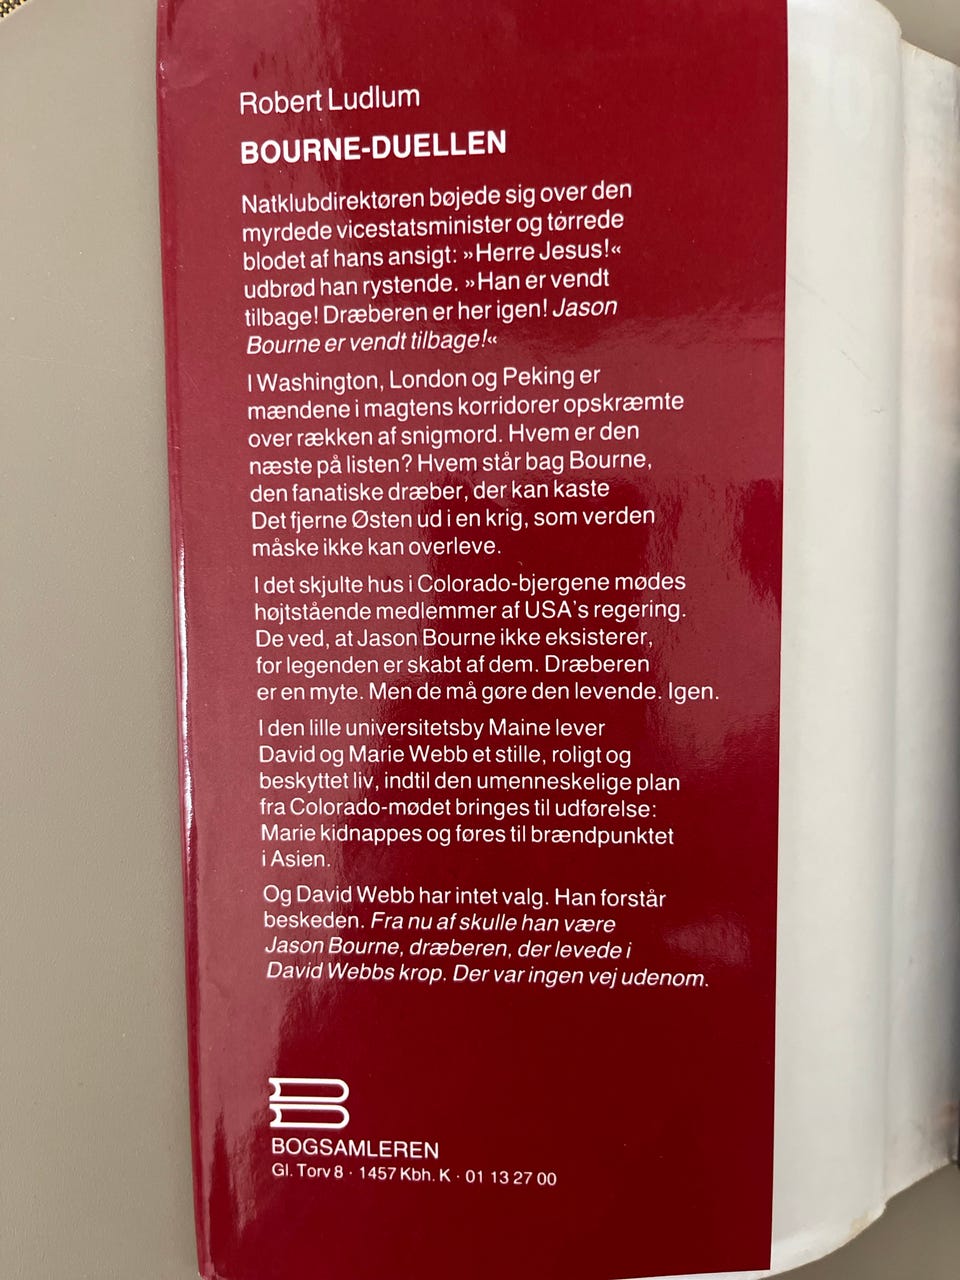 Robert Ludlum
BOURNE-DUELLEN
Natklubdirektøren bøjede sig over den
myrdede vicestatsminister og tørrede
blodet af hans ansigt: »Herre Jesus!«
udbrød han rystende. »Han er vendt
tilbage! Dræberen er her igen! Jason
Bourne er vendt tilbage!«
I Washington, London og Peking er
mændene i magtens korridorer opskræmte
over rækken af snigmord. Hvem er den
næste på listen? Hvem står bag Bourne,
den fanatiske dræber, der kan kaste
Det fjerne Østen ud i en krig, som verden
måske ikke kan overleve.
I det skjulte hus i Colorado-bjergene mødes
højtstående medlemmer af USA's regering.
De ved, at Jason Bourne ikke eksisterer,
for legenden er skabt af dem. Dræberen
er en myte. Men de må gøre den levende. Igen.
I den lille universitetsby Maine lever
David og Marie Webb et stille, roligt og
beskyttet liv, indtil den umenneskelige plan
fra Colorado-mødet bringes til udførelse:
Marie kidnappes og føres til brændpunktet
i Asien.
Og David Webb har intet valg. Han forstår
beskeden. Fra nu af skulle han være
Jason Bourne, dræberen, der levede i
David Webbs krop. Der var ingen vej udenom.
BOGSAMLEREN
Gl. Torv 8 · 1457 Kbh. K · 01 13 27 00